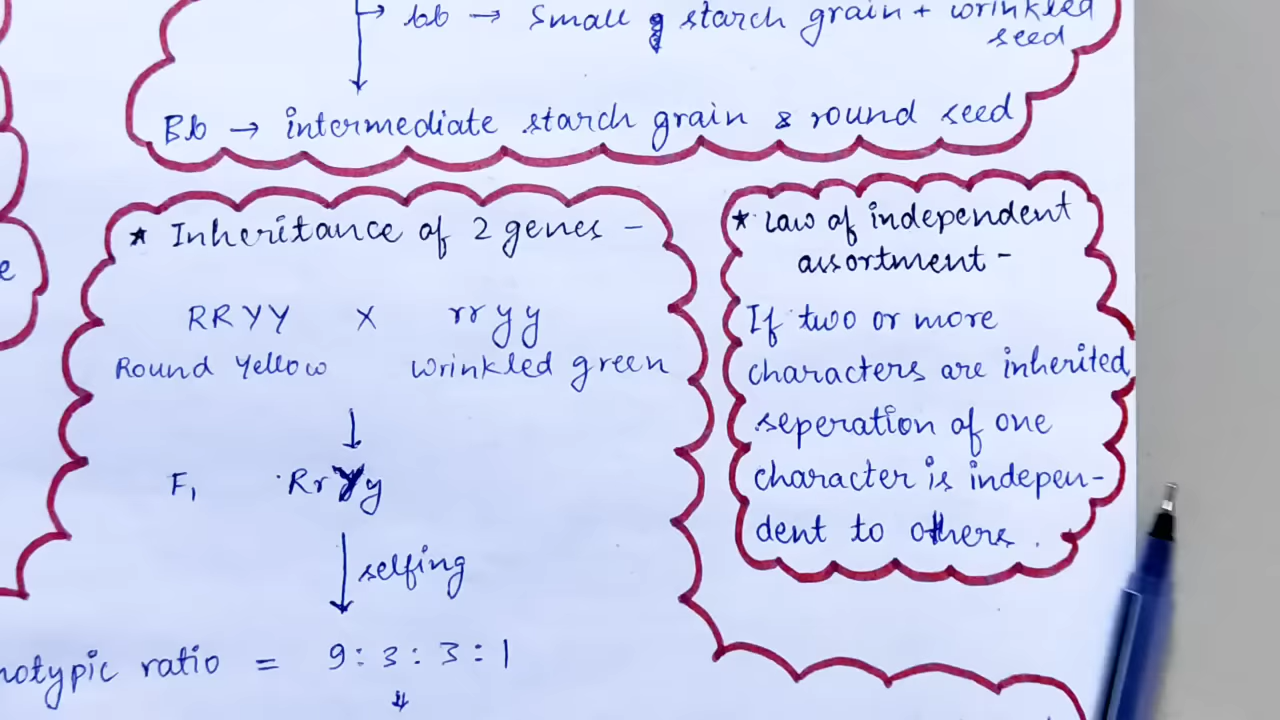 bb → small starch grain + wrinkled
seed
Bb → intermediate starch grain & round seed
* Inheritance of 2 genes -
RRYY X rryy
Round Yellow wrinkled green
F1 RrYy
selfing
notypic ratio = 9:3:3:1
* Law of independent
assortment -
If two or more
characters are inherited,
seperation of one
character is indepen-
dent to others.
e